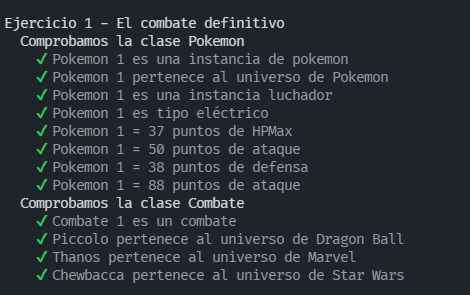 Ejercicio 1 - El combate definitivo
Comprobamos la clase Pokemon
✓ Pokemon 1 es una instancia de pokemon
✓ Pokemon 1 pertenece al universo de Pokemon
✓ Pokemon 1 es una instancia luchador
✓ Pokemon 1 es tipo eléctrico
✓ Pokemon 1 = 37 puntos de HPMax
✓ Pokemon 1 = 50 puntos de ataque
✓ Pokemon 1 = 38 puntos de defensa
✓ Pokemon 1 = 88 puntos de ataque
Comprobamos la clase Combate
✓ Combate 1 es un combate
✓ Piccolo pertenece al universo de Dragon Ball
✓ Thanos pertenece al universo de Marvel
✓ Chewbacca pertenece al universo de Star Wars